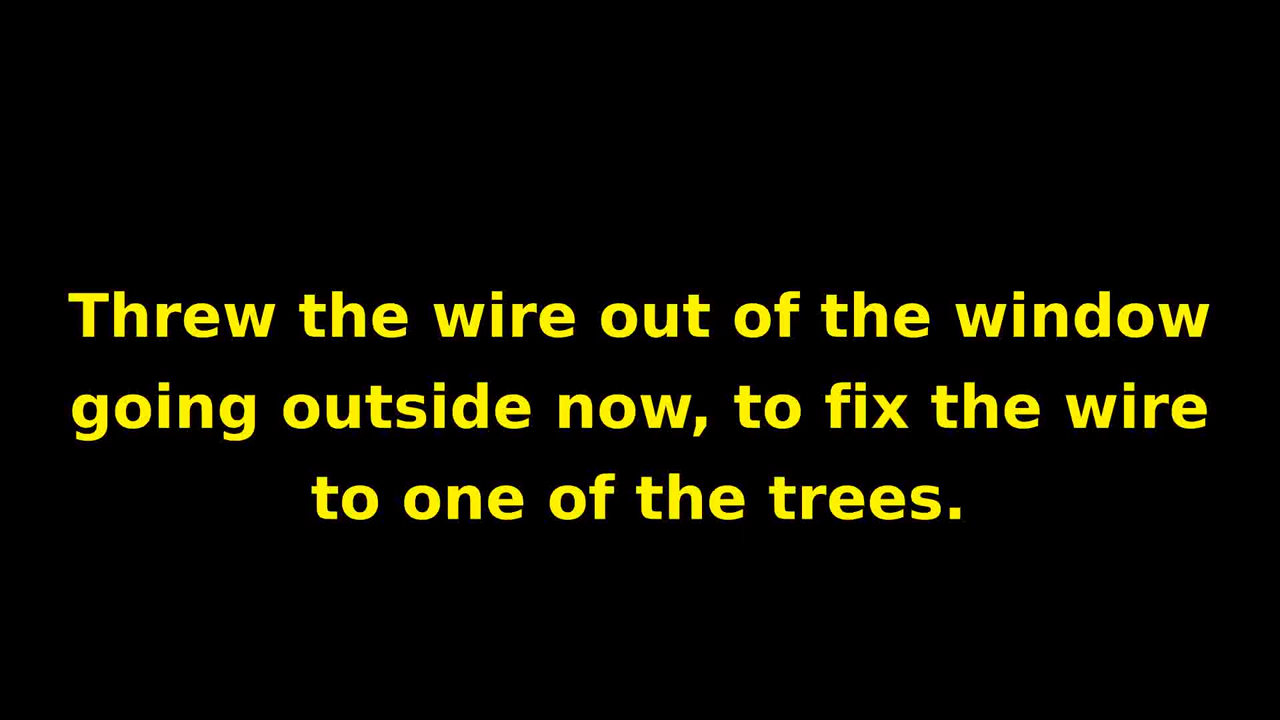 Threw the wire out of the window
going outside now, to fix the wire
to one of the trees.